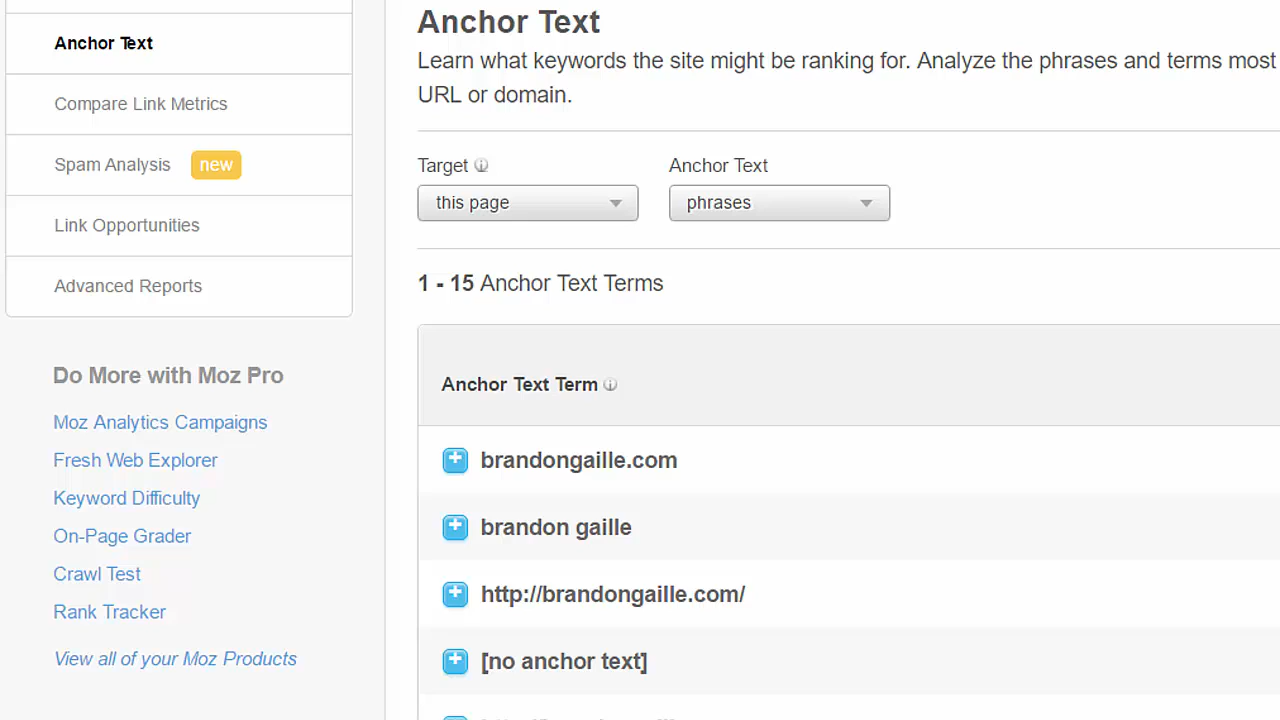 Anchor Text
Compare Link Metrics
Spam Analysis new
Link Opportunities
Advanced Reports
Do More with Moz Pro
Moz Analytics Campaigns
Fresh Web Explorer
Keyword Difficulty
On-Page Grader
Crawl Test
Rank Tracker
View all of your Moz Products
Anchor Text
Learn what keywords the site might be ranking for. Analyze the phrases and terms most
URL or domain.
Target Anchor Text
this page phrases
1 - 15 Anchor Text Terms
Anchor Text Term
brandongaille.com
brandon gaille
http://brandongaille.com/
[no anchor text]